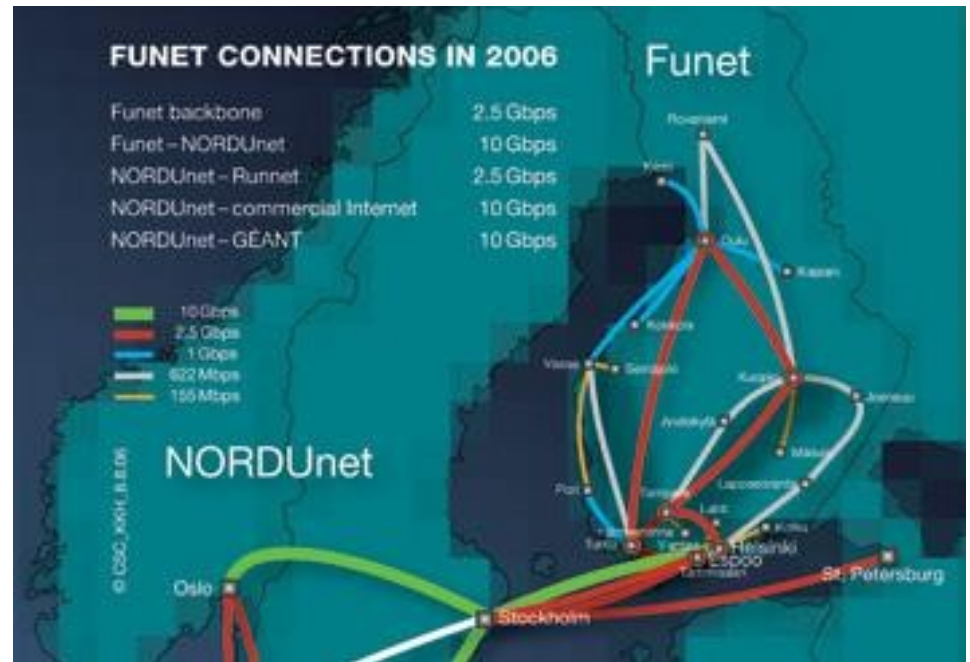 FUNET CONNECTIONS IN 2006
Funet
Funet backbone 2.5 Gbps
Funet – NORDUnet 10 Gbps
NORDUnet – Runnet 2.5 Gbps
NORDUnet – commercial Internet 10 Gbps
NORDUnet – GÉANT 10 Gbps
10 Gbps
2.5 Gbps
1 Gbps
622 Mbps
155 Mbps
NORDUnet
Rovaniemi
Kemi
Oulu
Kajaani
Kokkola
Vaasa
Seinäjoki
Kuopio
Joensuu
Jyväskylä
Mikkeli
Lappeenranta
Pori
Tampere
Lahti
Kotka
Turku
Helsinki
Espoo
St. Petersburg
Oslo
Stockholm